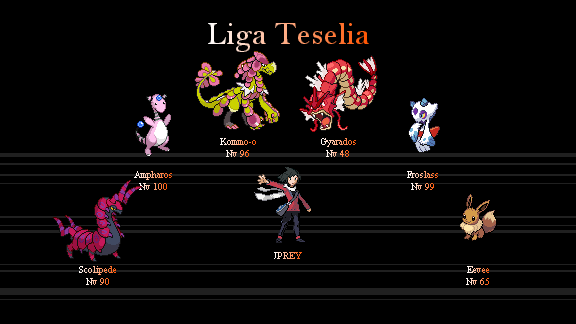 Liga Teselia
Kommo-o
Nv 96
Gyarados
Nv 48
Ampharos
Nv 100
Froslass
Nv 99
JPREY
Scolipede
Nv 90
Eevee
Nv 65